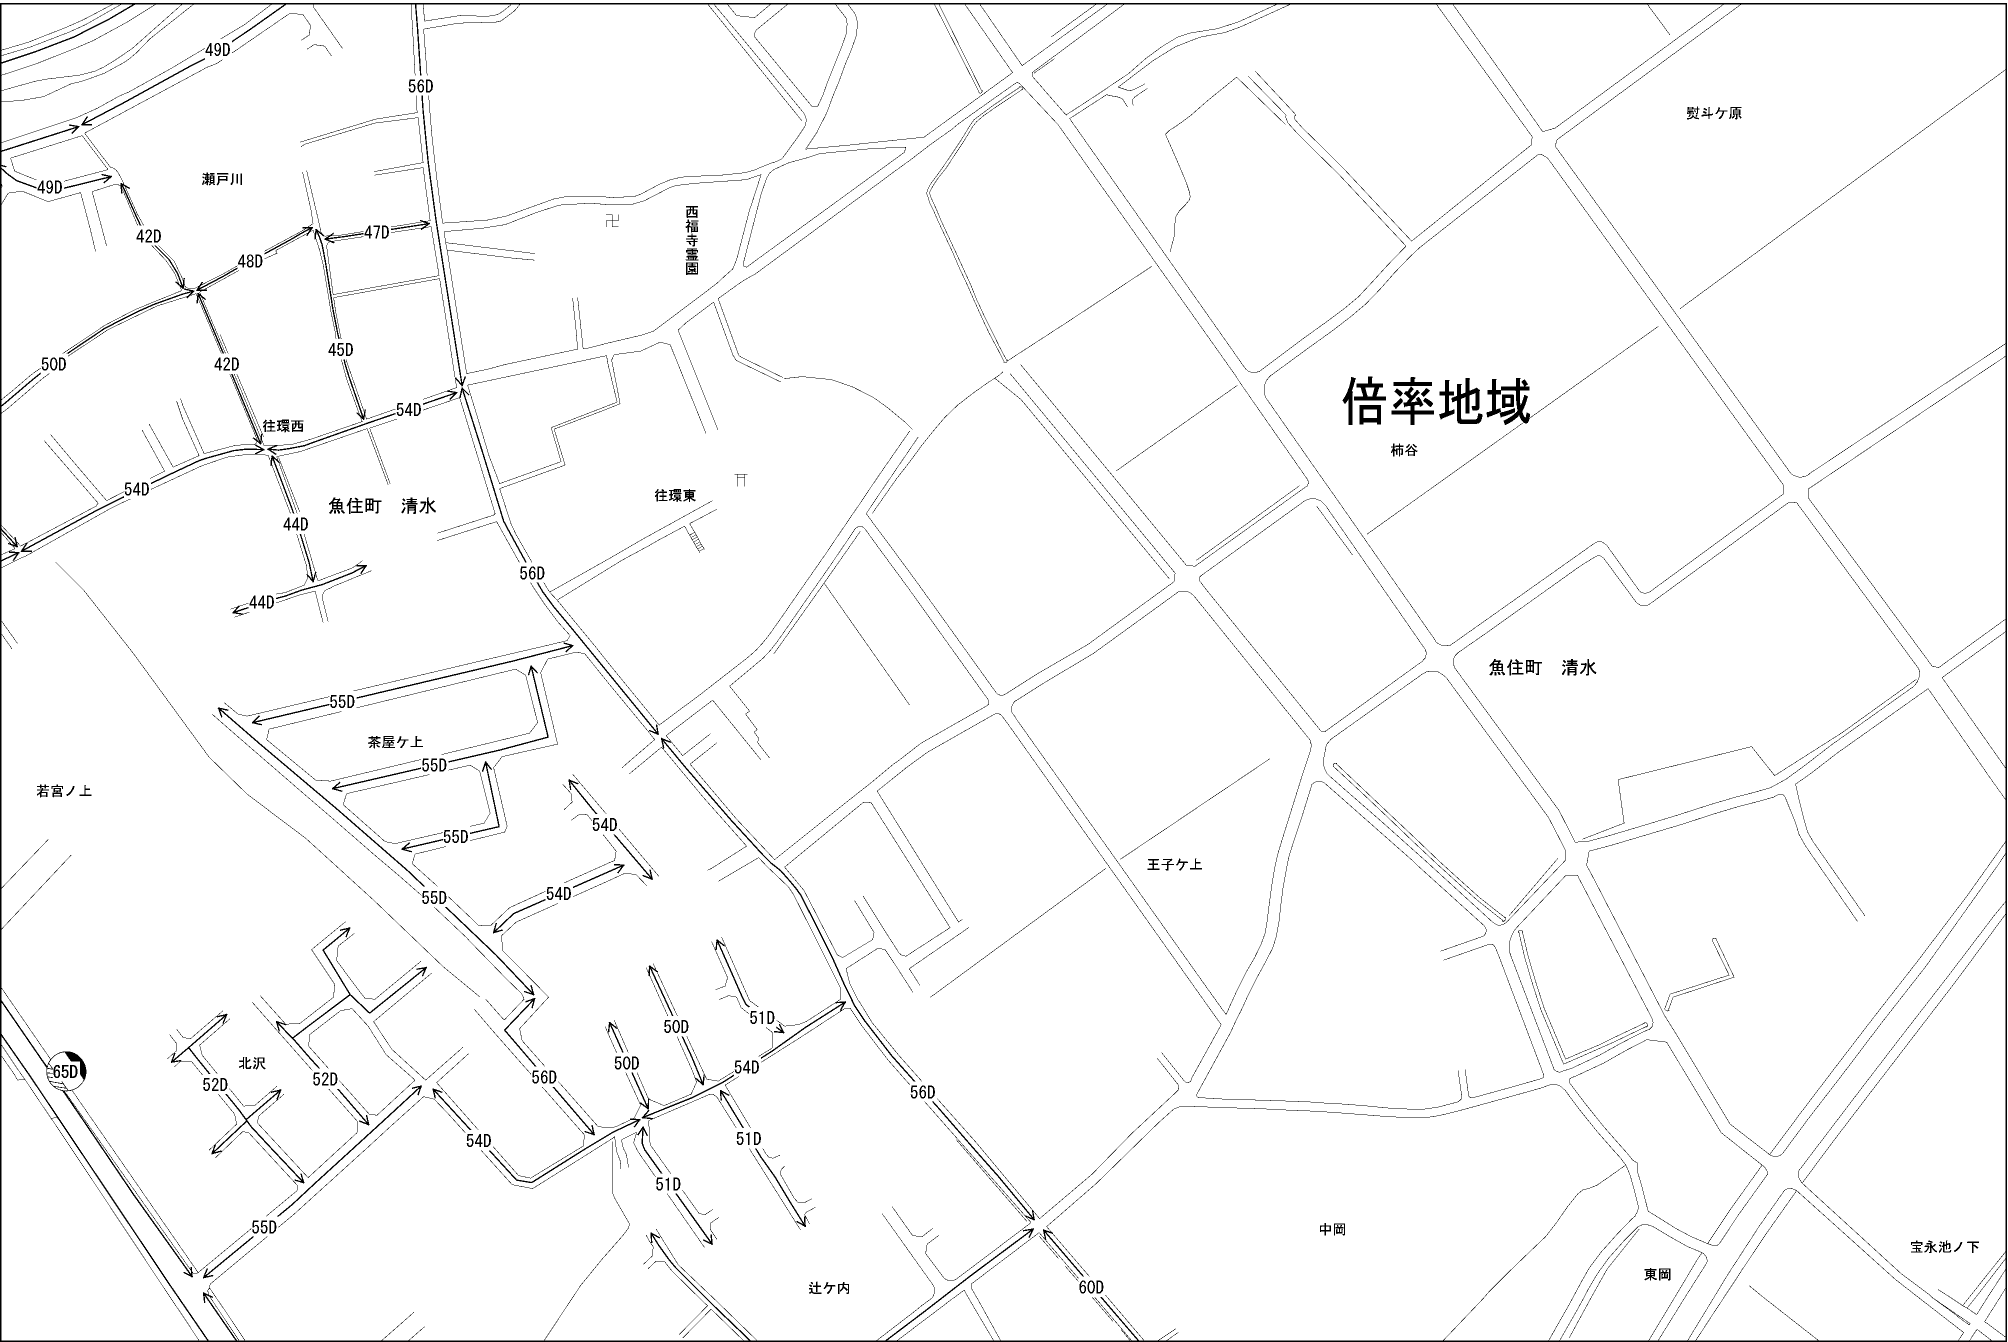 49D
56D
熨斗ケ原
瀬戸川
49D
西福寺霊園
42D
47D
48D
45D
50D
42D
倍率地域
54D
往環西
柿谷
54D
往環東
魚住町　清水
44D
56D
44D
魚住町　清水
55D
茶屋ケ上
55D
若宮ノ上
54D
55D
王子ケ上
54D
55D
51D
50D
北沢
50D
54D
65D
52D
52D
56D
56D
54D
51D
51D
55D
中岡
宝永池ノ下
東岡
辻ケ内
60D